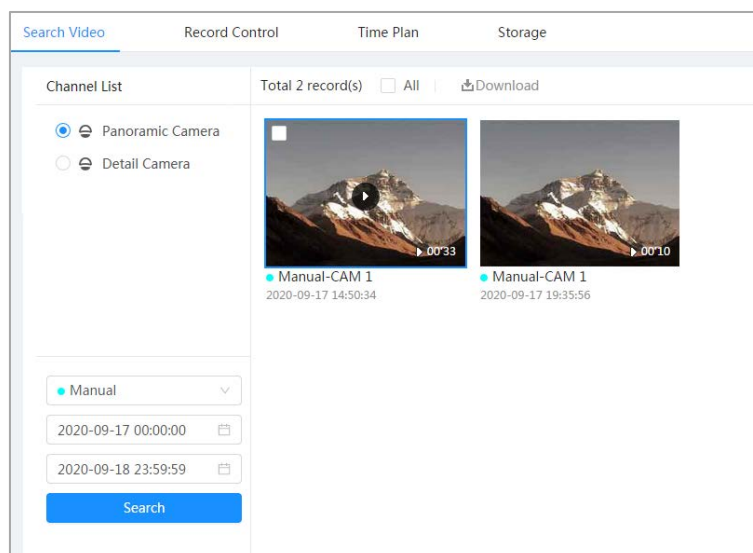 Search Video Record Control Time Plan Storage
Channel List
Total 2 record(s) All Download
Panoramic Camera
Detail Camera
00'33
00'10
Manual-CAM 1
2020-09-17 14:50:34
Manual-CAM 1
2020-09-17 19:35:56
Manual
2020-09-17 00:00:00
2020-09-18 23:59:59
Search